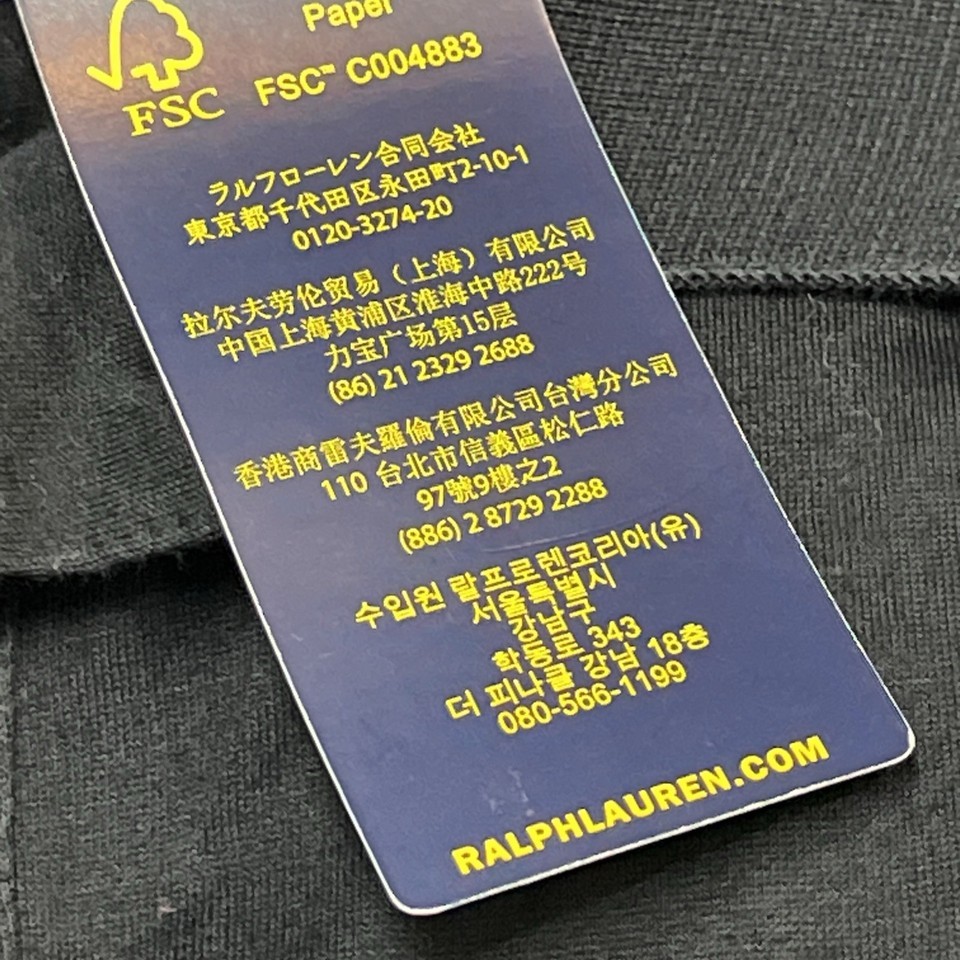 Paper
FSC™ C004883
FSC
ラルフローレン合同会社
東京都千代田区永田町2-10-1
0120-3274-20
拉尔夫劳伦贸易（上海）有限公司
中国上海黄浦区淮海中路222号
力宝广场第15层
(86) 21 2329 2688
香港商雷夫羅倫有限公司台灣分公司
110 台北市信義區松仁路
97號9樓之2
(886) 2 8729 2288
수입원 랄프로렌코리아(유)
서울특별시
강남구
학동로 343
더 피나클 강남 18층
080-566-1199
RALPHLAUREN.COM